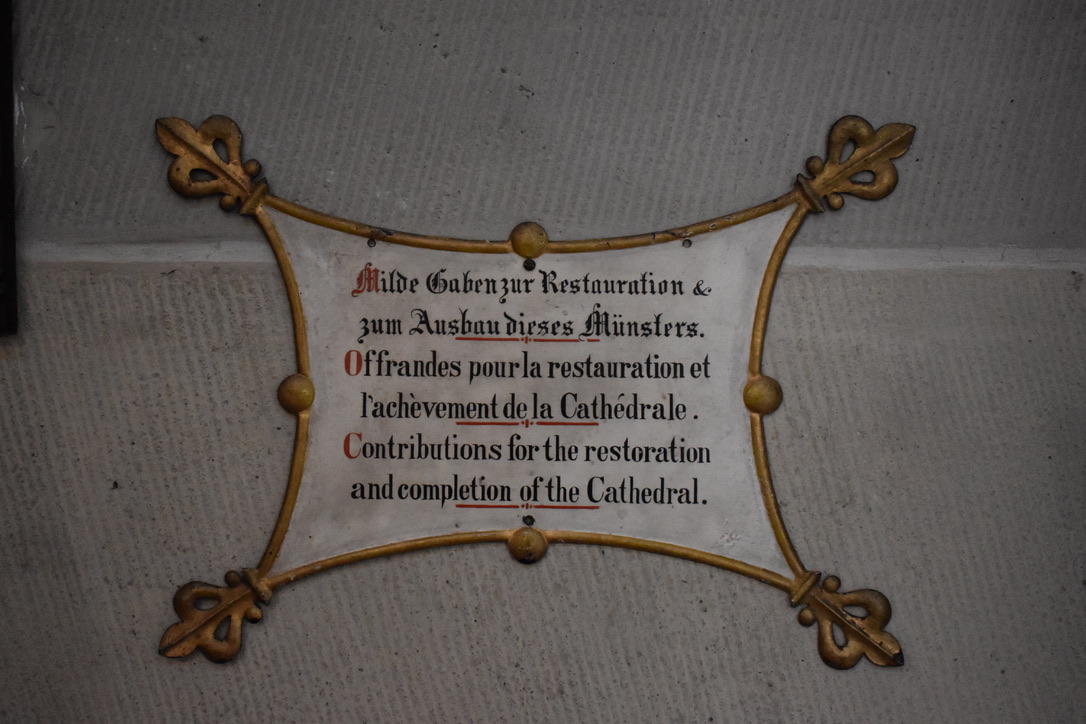 Milde Gaben zur Restauration &
zum Ausbau dieses Münsters.
Offrandes pour la restauration et
l'achèvement de la Cathédrale.
Contributions for the restoration
and completion of the Cathedral.